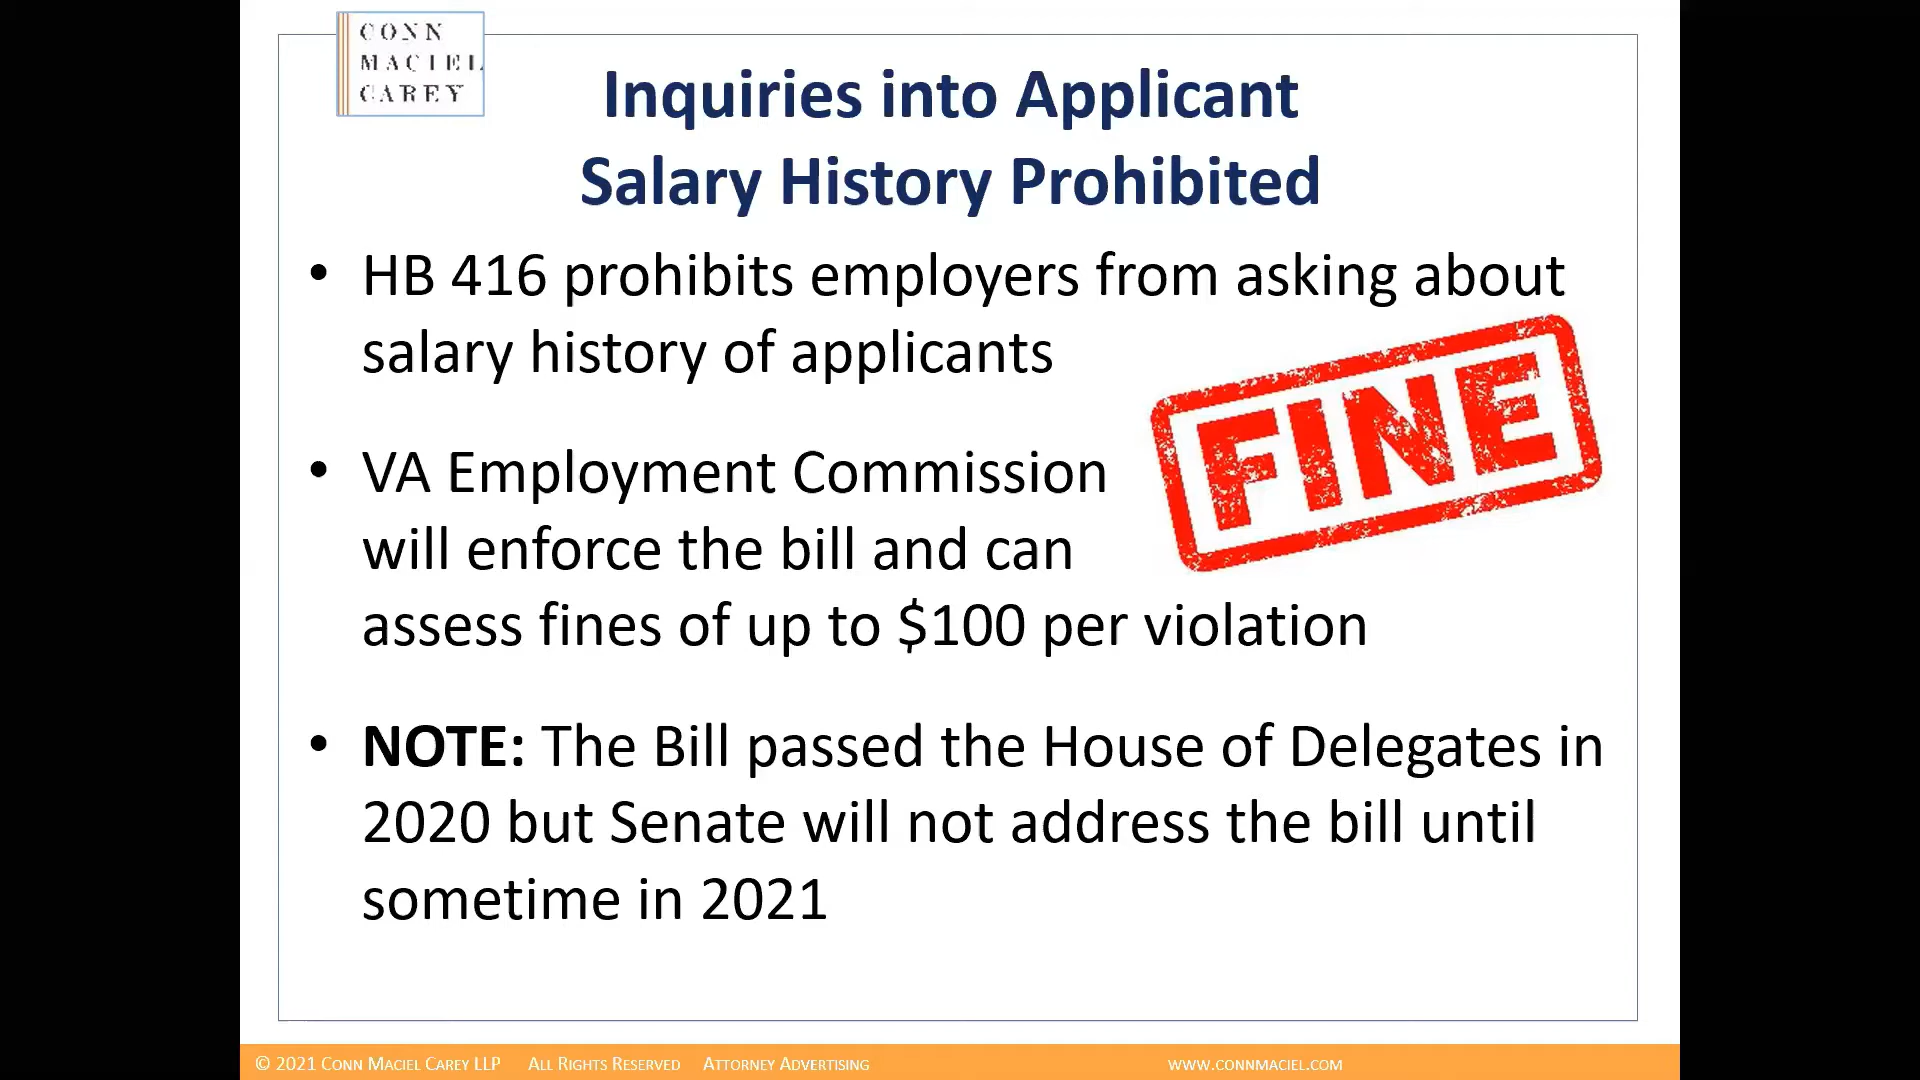 CONN
MACIEL
CAREY
Inquiries into Applicant
Salary History Prohibited
• HB 416 prohibits employers from asking about
salary history of applicants
FINE
• VA Employment Commission
will enforce the bill and can
assess fines of up to $100 per violation
• NOTE: The Bill passed the House of Delegates in
2020 but Senate will not address the bill until
sometime in 2021
© 2021 CONN MACIEL CAREY LLP ALL RIGHTS RESERVED ATTORNEY ADVERTISING WWW.CONNMACIEL.COM